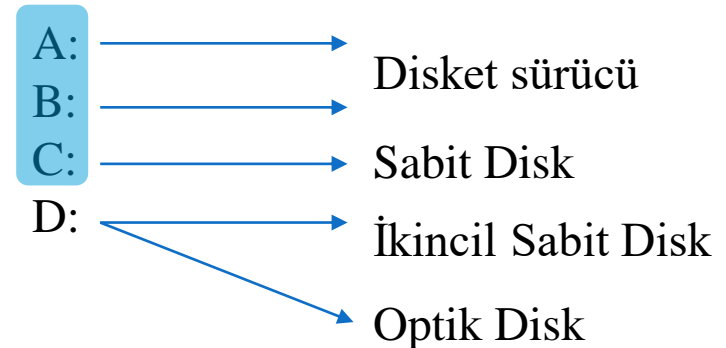 A:
Disket sürücü
B:
C:
Sabit Disk
D:
İkincil Sabit Disk
Optik Disk